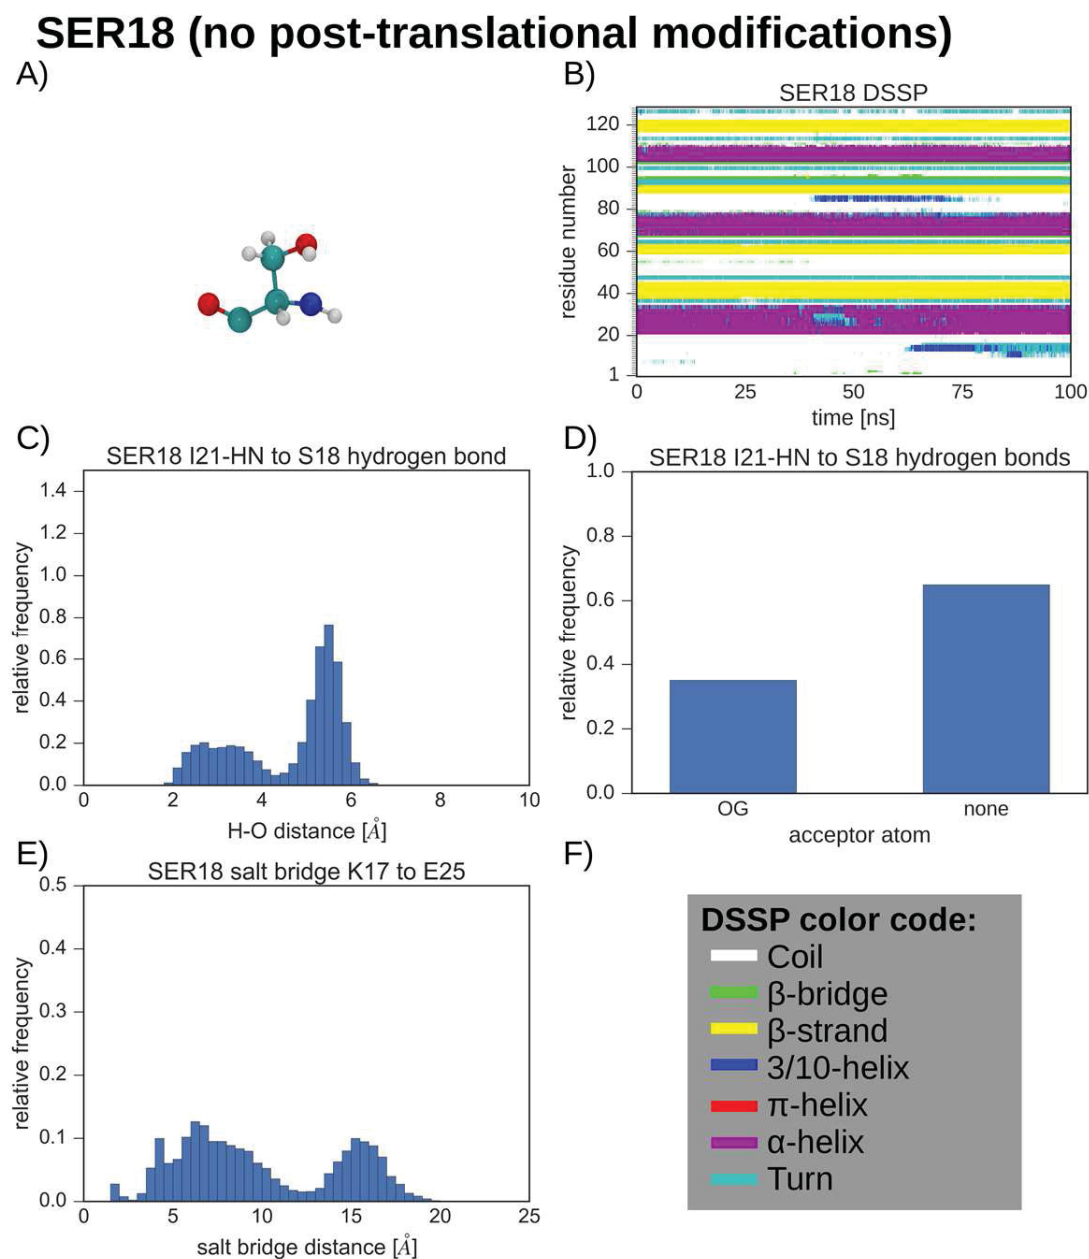 SER18 (no post-translational modifications)
A)
B)
SER18 DSSP
residue number
120
100
80
60
40
20
1
0
25
50
75
100
time [ns]
C)
SER18 I21-HN to S18 hydrogen bond
relative frequency
1.4
1.2
1.0
0.8
0.6
0.4
0.2
0.0
0
2
4
6
8
10
H-O distance [Å]
D)
SER18 I21-HN to S18 hydrogen bonds
relative frequency
1.0
0.8
0.6
0.4
0.2
0.0
OG
none
acceptor atom
E)
SER18 salt bridge K17 to E25
relative frequency
0.5
0.4
0.3
0.2
0.1
0.0
0
5
10
15
20
25
salt bridge distance [Å]
F)
DSSP color code:
Coil
β-bridge
β-strand
3/10-helix
π-helix
α-helix
Turn